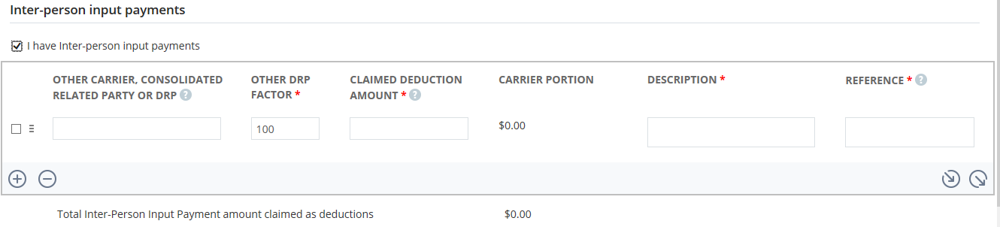 Inter-person input payments
I have Inter-person input payments
OTHER CARRIER, CONSOLIDATED RELATED PARTY OR DRP ?
OTHER DRP FACTOR *
CLAIMED DEDUCTION AMOUNT * ?
CARRIER PORTION
DESCRIPTION *
REFERENCE * ?
100
$0.00
Total Inter-Person Input Payment amount claimed as deductions
$0.00